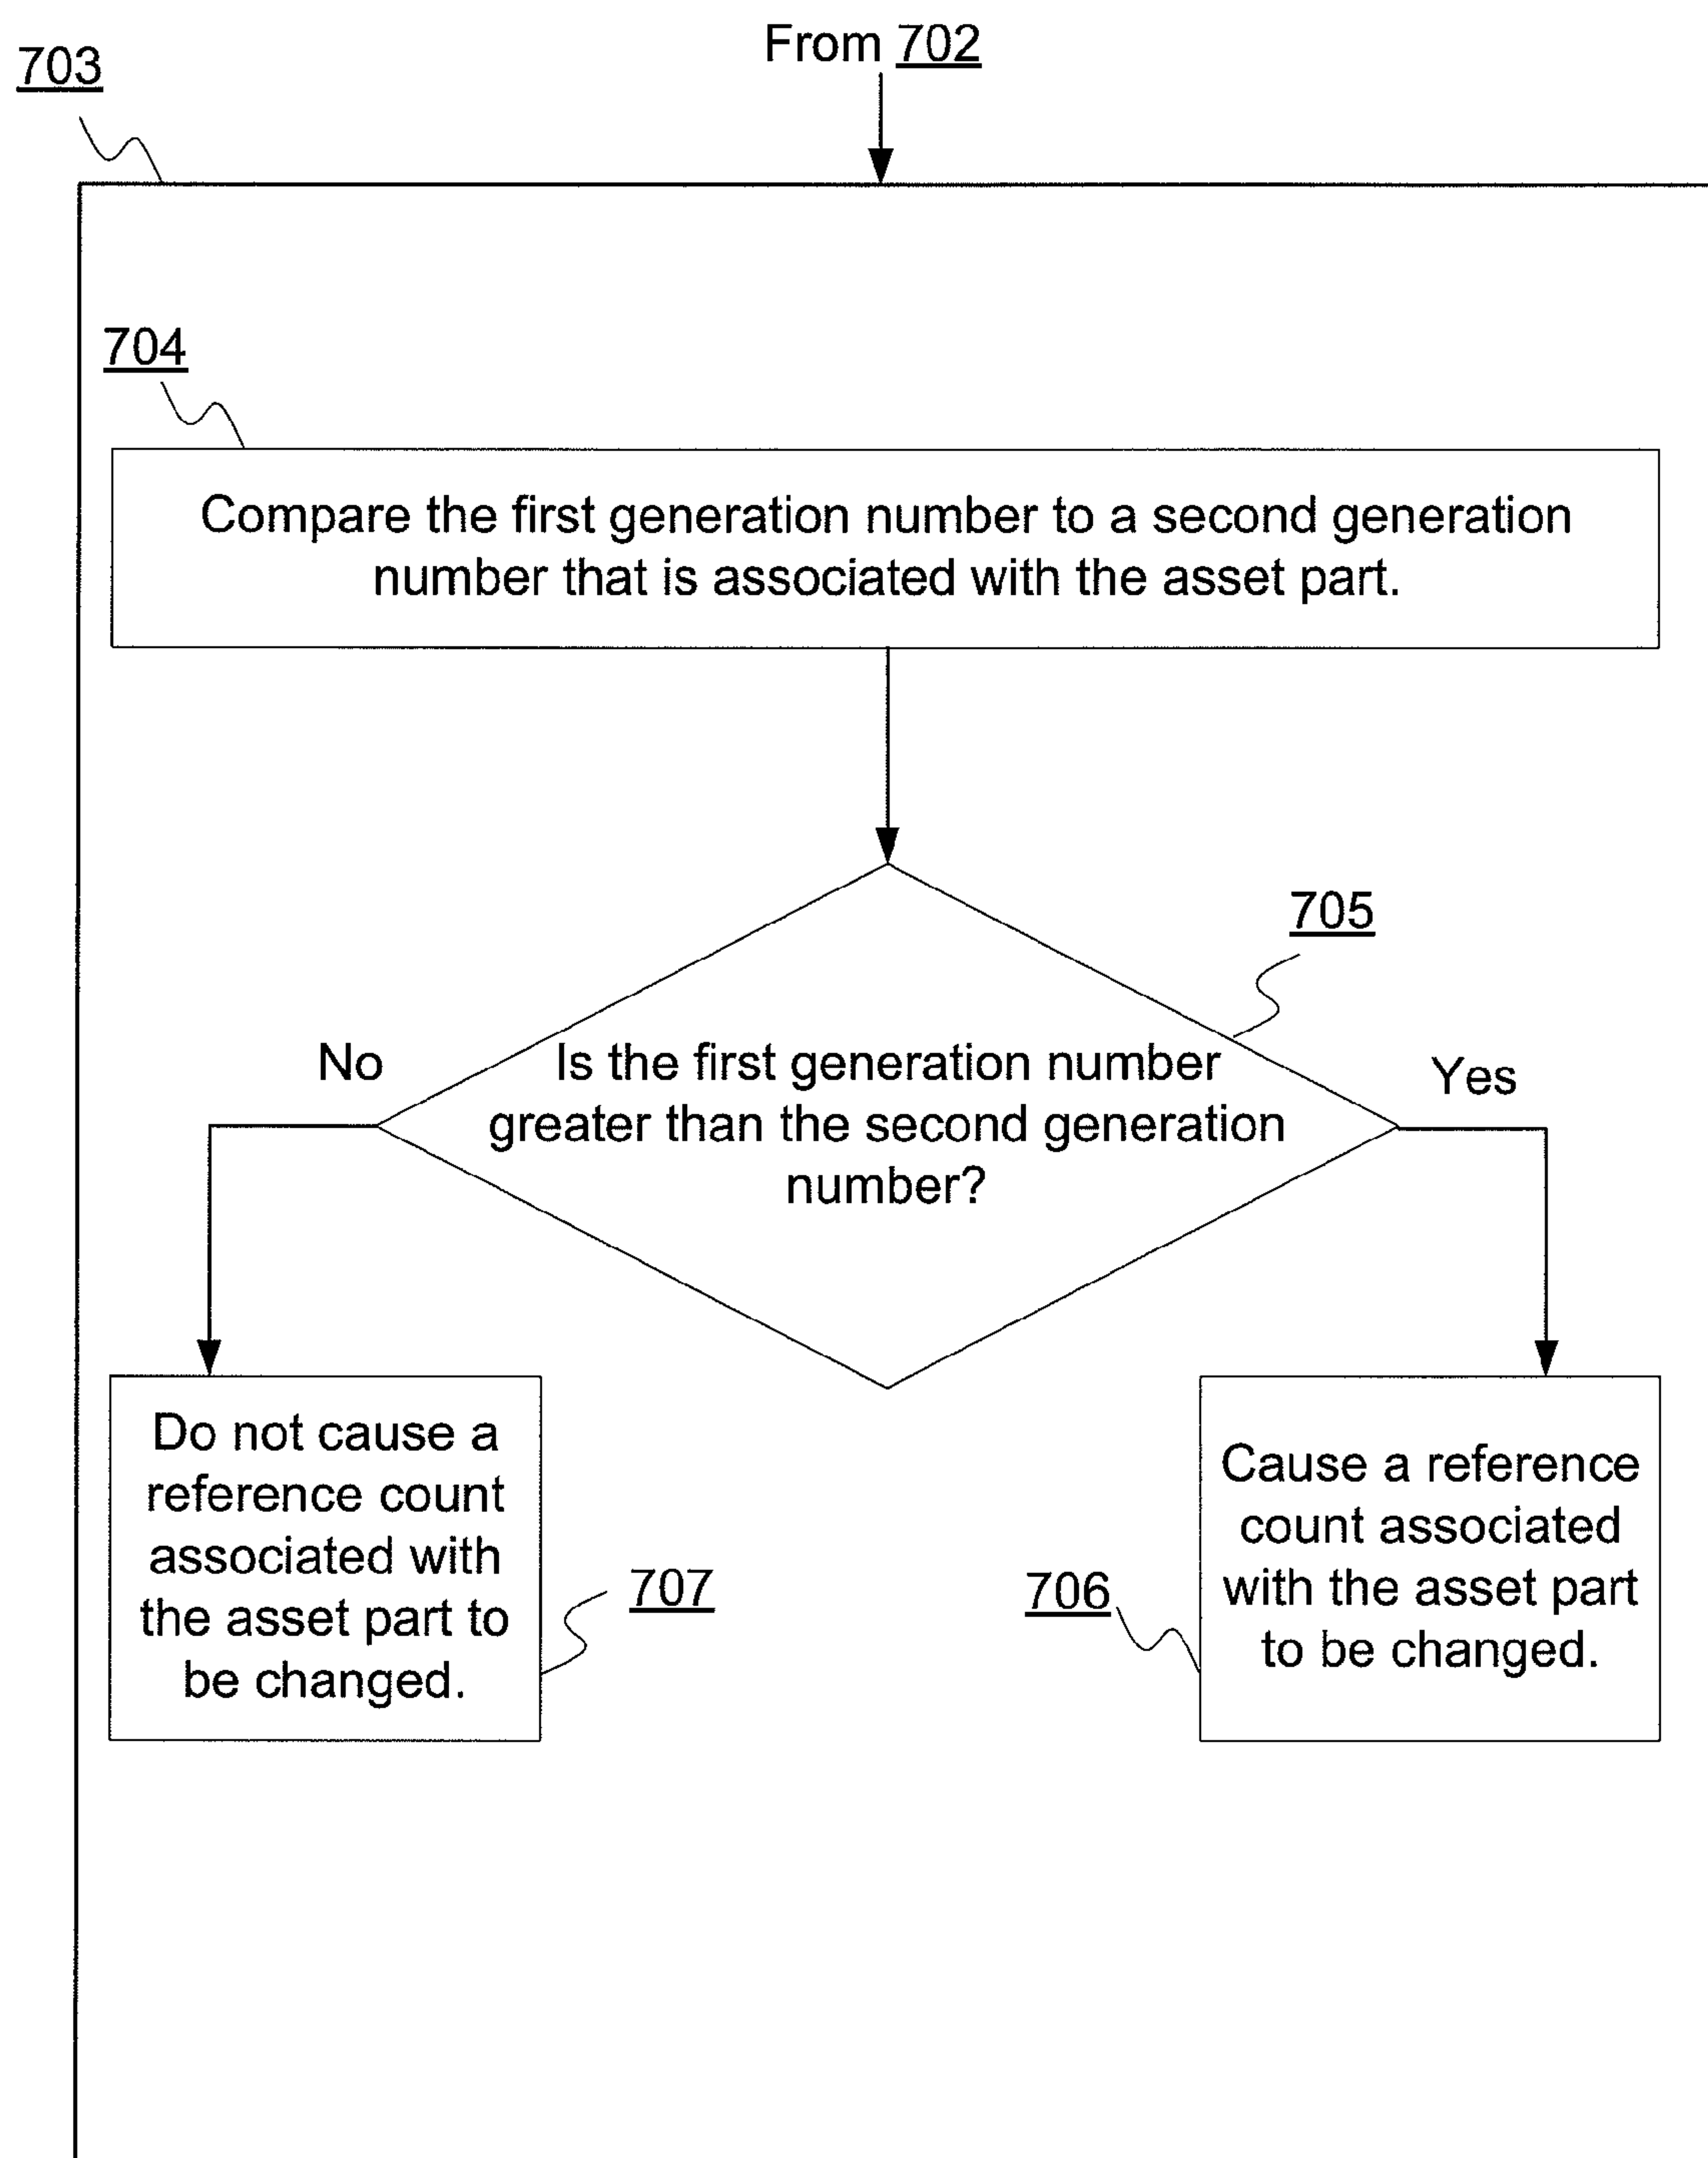 From 702
703
704
Compare the first generation number to a second generation
number that is associated with the asset part.
705
No
Yes
Is the first generation number
greater than the second generation
number?
Do not cause a
reference count
associated with
the asset part to
be changed.
707
706
Cause a reference
count associated
with the asset part
to be changed.